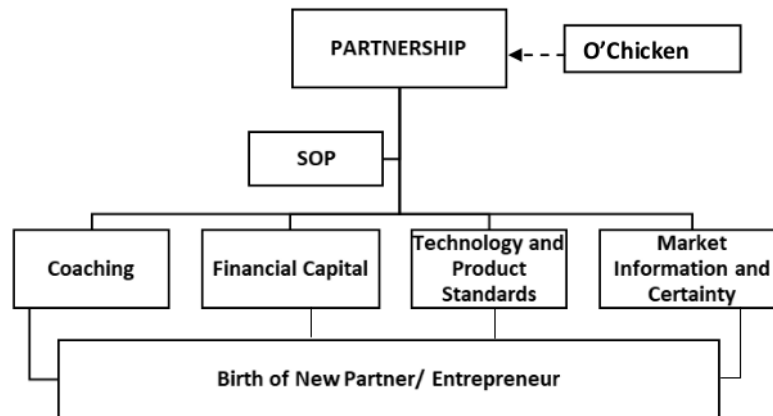 PARTNERSHIP
O’Chicken
SOP
Coaching
Financial Capital
Technology and
Product
Standards
Market
Information and
Certainty
Birth of New Partner/ Entrepreneur